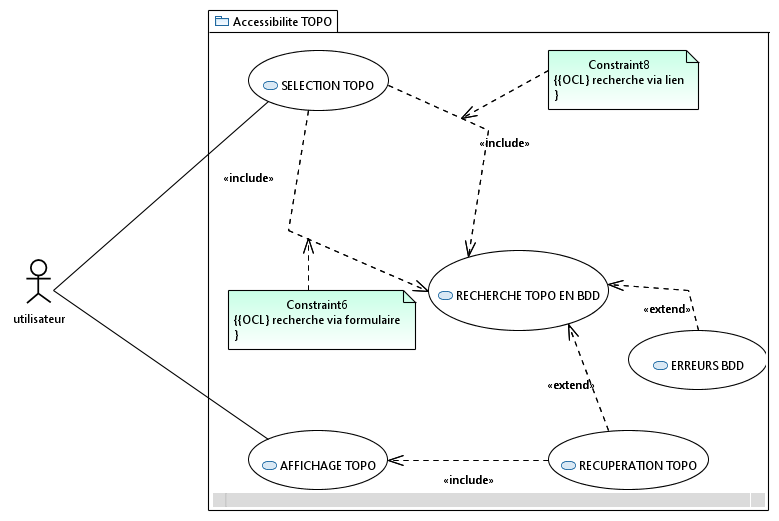 Accessibilite TOPO
SELECTION TOPO
Constraint8
{{OCL} recherche via lien
}
«include»
«include»
utilisateur
Constraint6
{{OCL} recherche via formulaire
}
RECHERCHE TOPO EN BDD
«extend»
ERREURS BDD
«extend»
AFFICHAGE TOPO
«include»
RECUPERATION TOPO